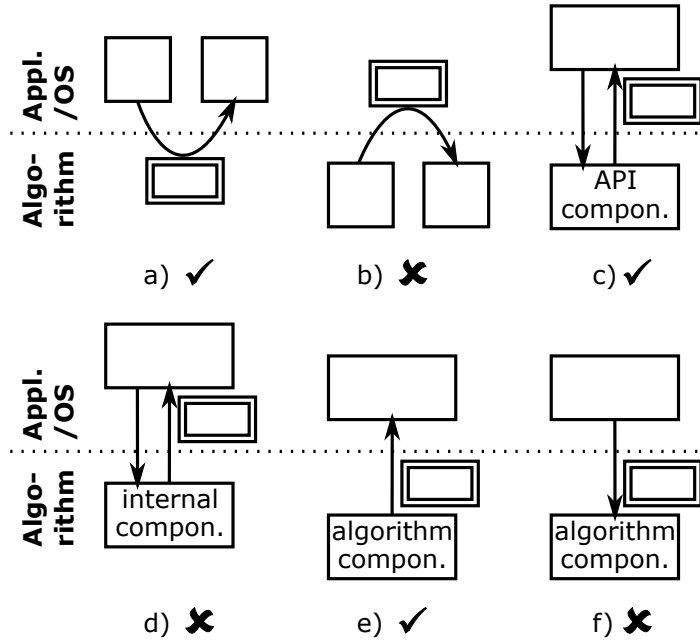 Appl.
/OS
Algo-
rithm
API
compon.
a) ✓
b) ✘
c) ✓
Appl.
/OS
Algo-
rithm
internal
compon.
algorithm
compon.
algorithm
compon.
d) ✘
e) ✓
f) ✘